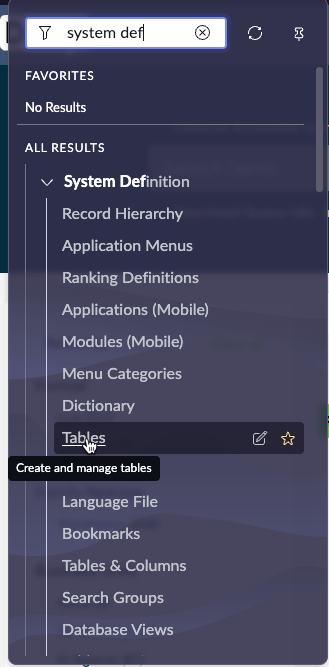 system def
FAVORITES
No Results
ALL RESULTS
System Definition
Record Hierarchy
Application Menus
Ranking Definitions
Applications (Mobile)
Modules (Mobile)
Menu Categories
Dictionary
Tables
Create and manage tables
Language File
Bookmarks
Tables & Columns
Search Groups
Database Views